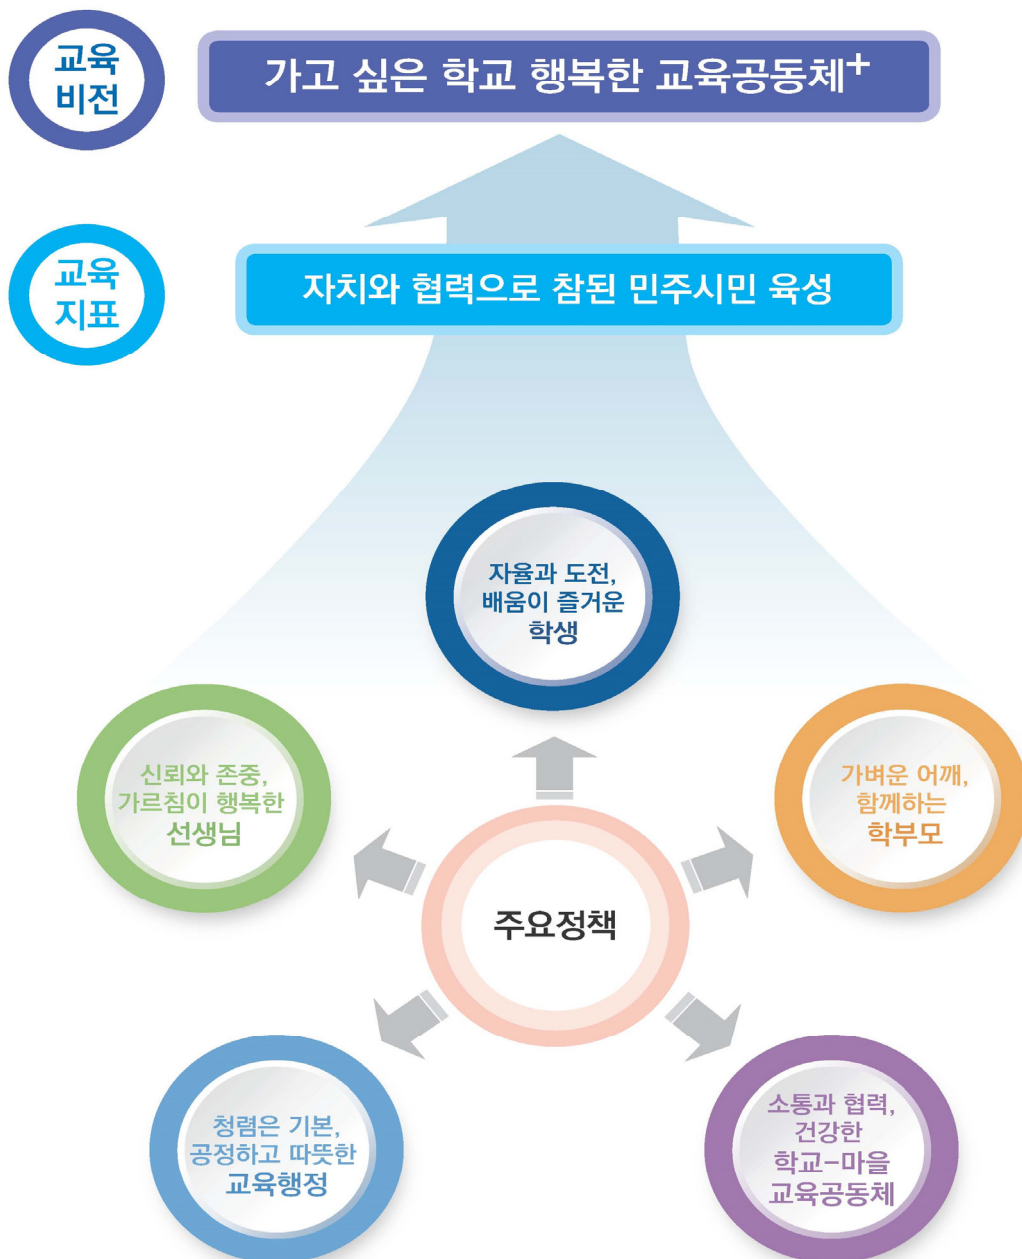 교육
비전
가고 싶은 학교 행복한 교육공동체+
교육
지표
자치와 협력으로 참된 민주시민 육성
자율과 도전,
배움이 즐거운
학생
신뢰와 존중,
가르침이 행복한
선생님
가벼운 어깨,
함께하는
학부모
주요정책
청렴은 기본,
공정하고 따뜻한
교육행정
소통과 협력,
건강한
학교-마을
교육공동체